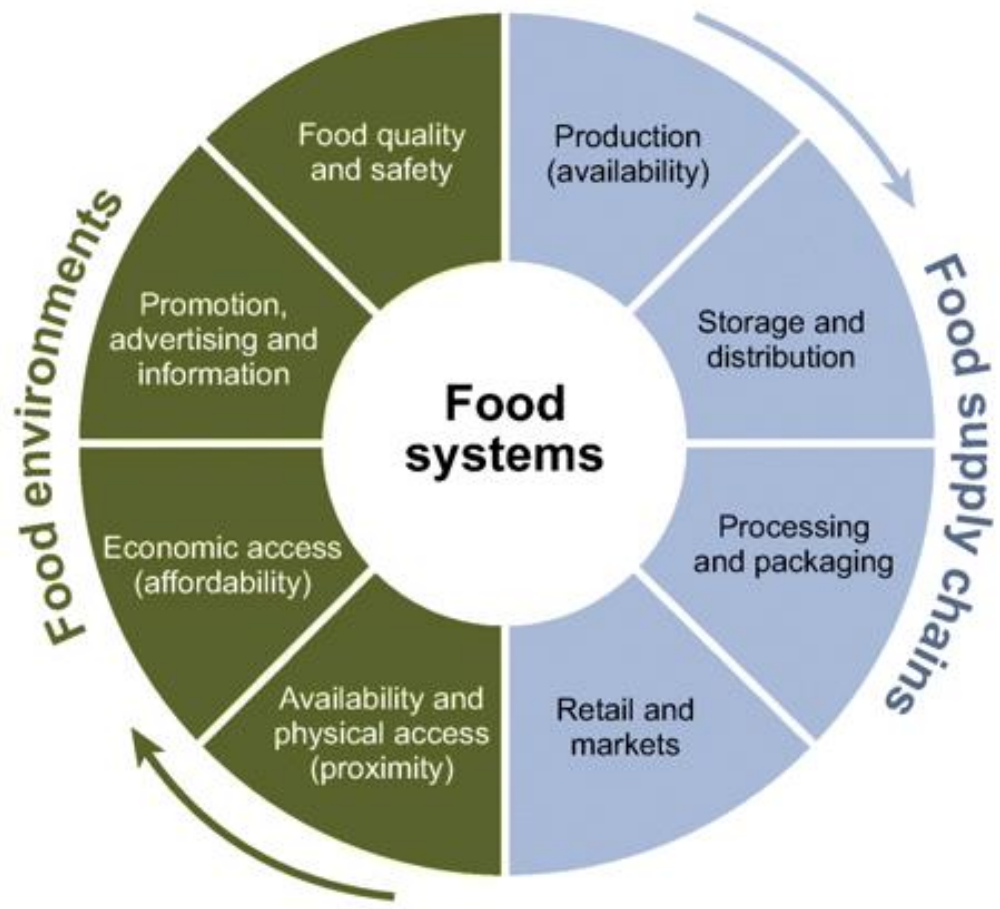 Food quality
and safety
Production
(availability)
Promotion,
advertising and
information
Storage and
distribution
Food environments
Food
systems
Food supply chains
Economic access
(affordability)
Processing
and packaging
Availability and
physical access
(proximity)
Retail and
markets